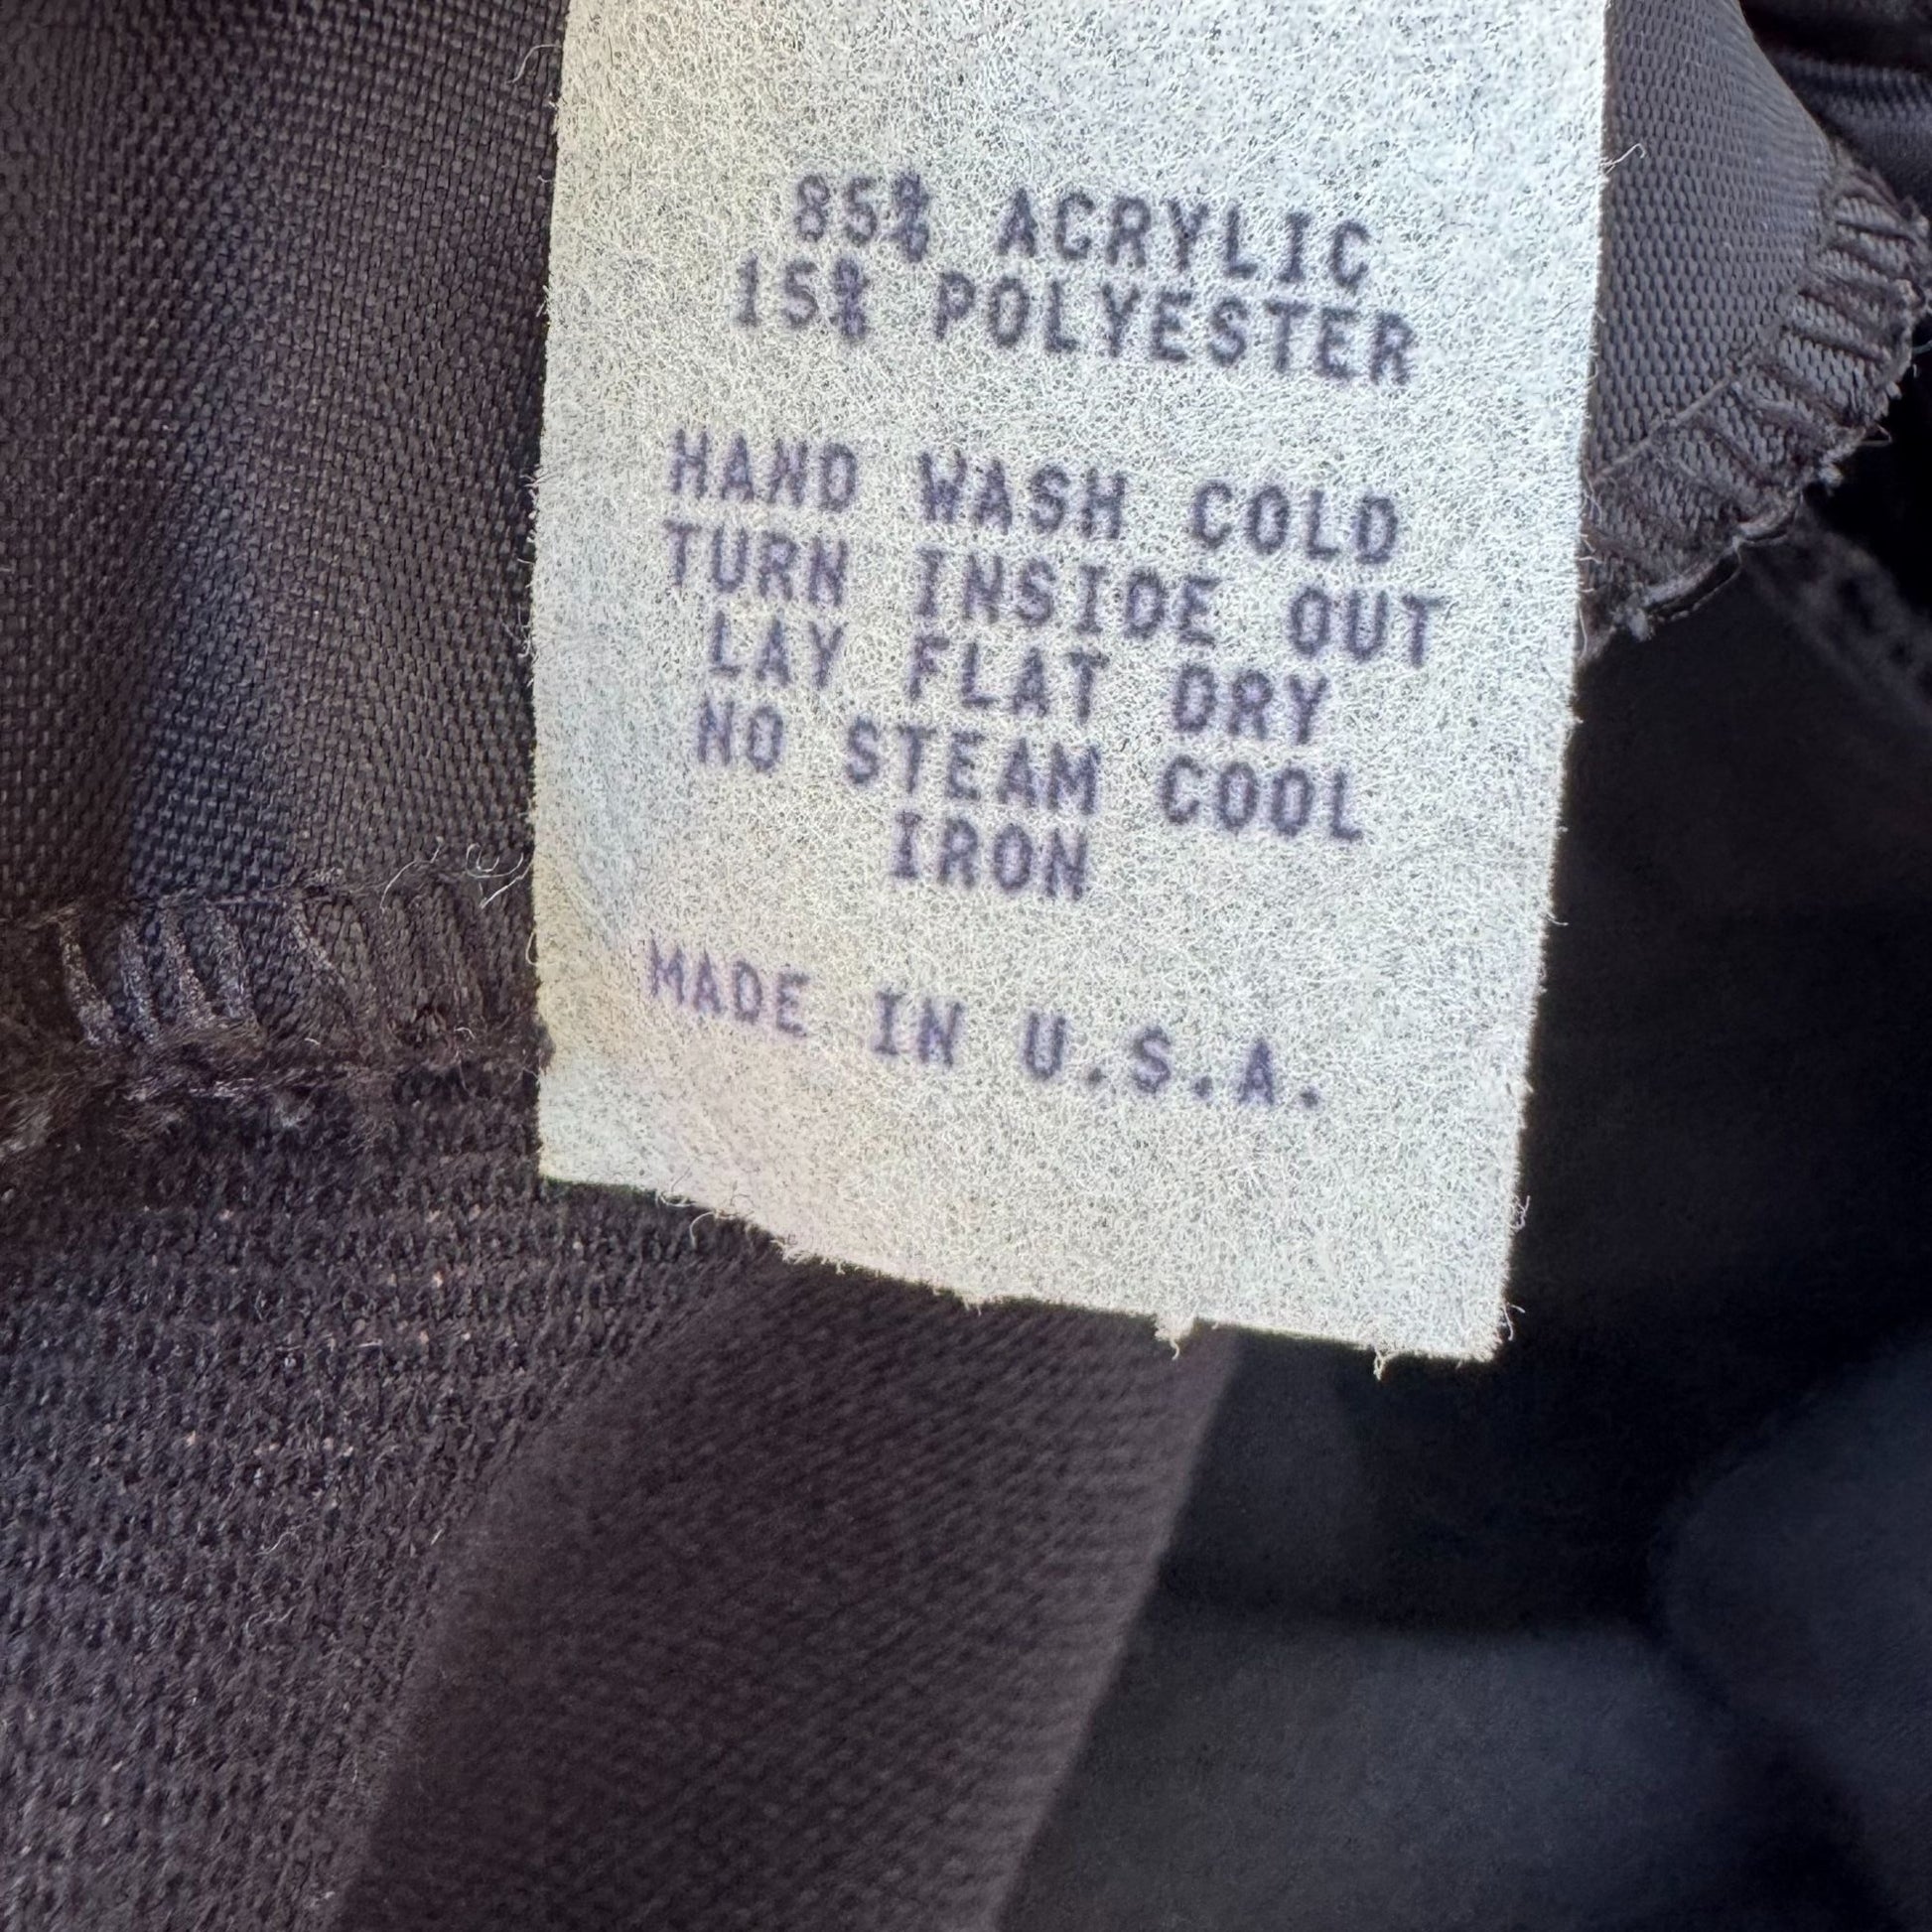 85% ACRYLIC
15% POLYESTER
HAND WASH COLD
TURN INSIDE OUT
LAY FLAT DRY
NO STEAM COOL
IRON
MADE IN U.S.A.